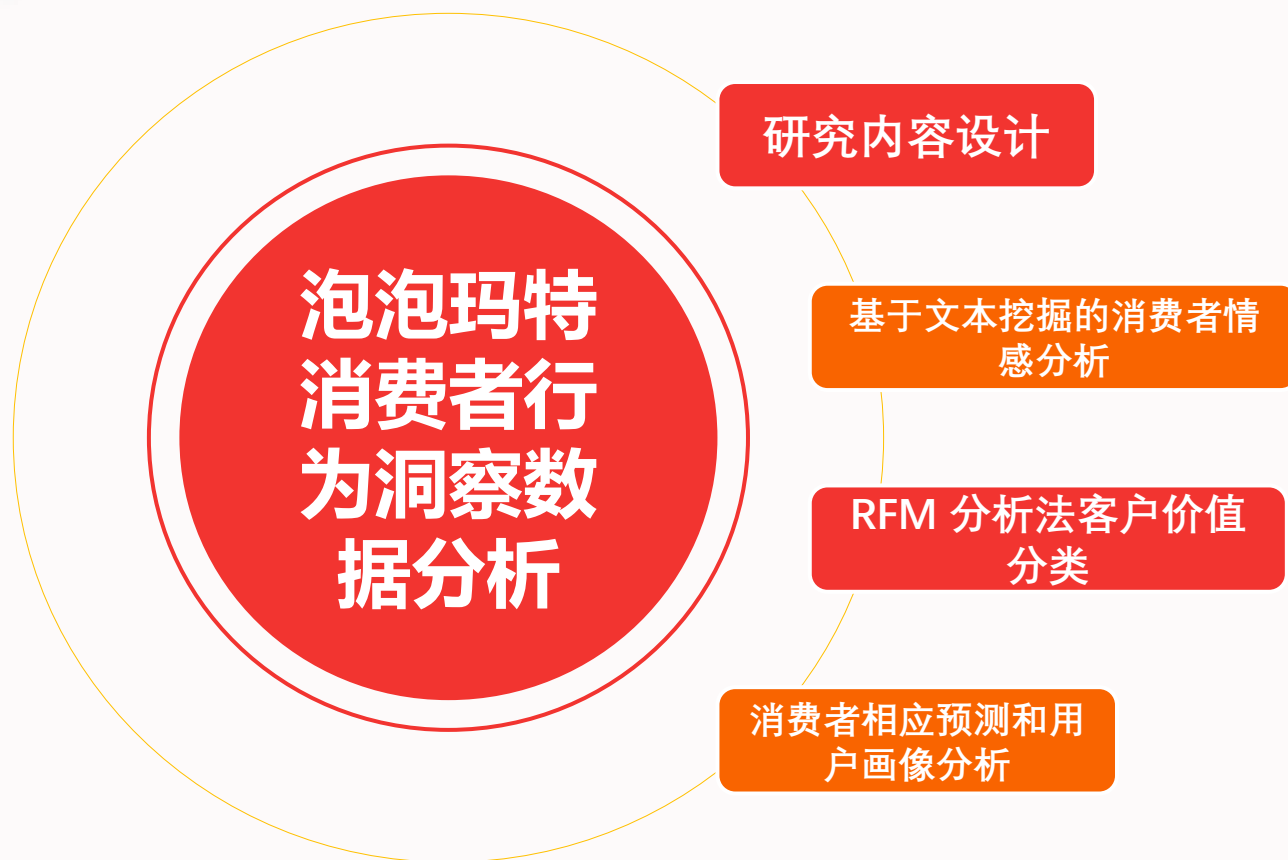 泡泡玛特
消费者行
为洞察数
据分析
研究内容设计
基于文本挖掘的消费者情
感分析
RFM 分析法客户价值
分类
消费者相应预测和用
户画像分析